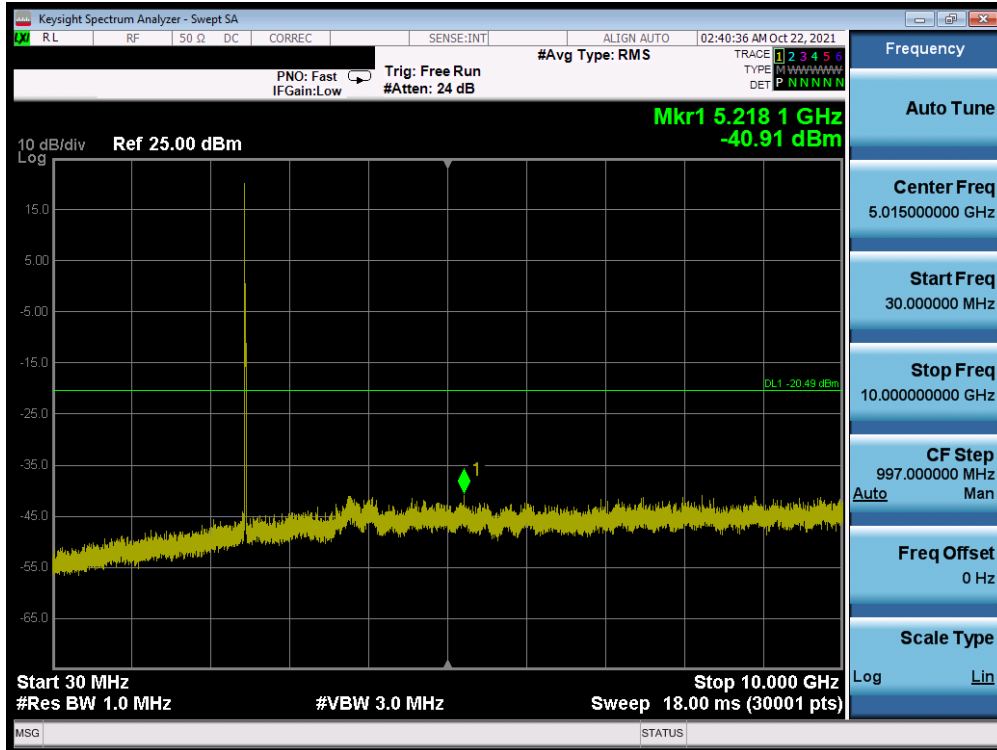 Keysight Spectrum Analyzer - Swept SA
LXI RL RF 50 Ω DC CORREC SENSE:INT ALIGN AUTO 02:40:36 AM Oct 22, 2021
#Avg Type: RMS TRACE 1 2 3 4 5 6
PNO: Fast Trig: Free Run TYPE M WWWWW
IFGain:Low #Atten: 24 dB DET P N N N N N
Mkr1 5.218 1 GHz
-40.91 dBm
10 dB/div Ref 25.00 dBm
Log
15.0
5.00
-5.00
-15.0
DL1 -20.49 dBm
-25.0
-35.0
1
-45.0
-55.0
-65.0
Start 30 MHz Stop 10.000 GHz
#Res BW 1.0 MHz #VBW 3.0 MHz Sweep 18.00 ms (30001 pts)
MSG STATUS
Frequency
Auto Tune
Center Freq
5.015000000 GHz
Start Freq
30.000000 MHz
Stop Freq
10.000000000 GHz
CF Step
997.000000 MHz
Auto Man
Freq Offset
0 Hz
Scale Type
Log Lin